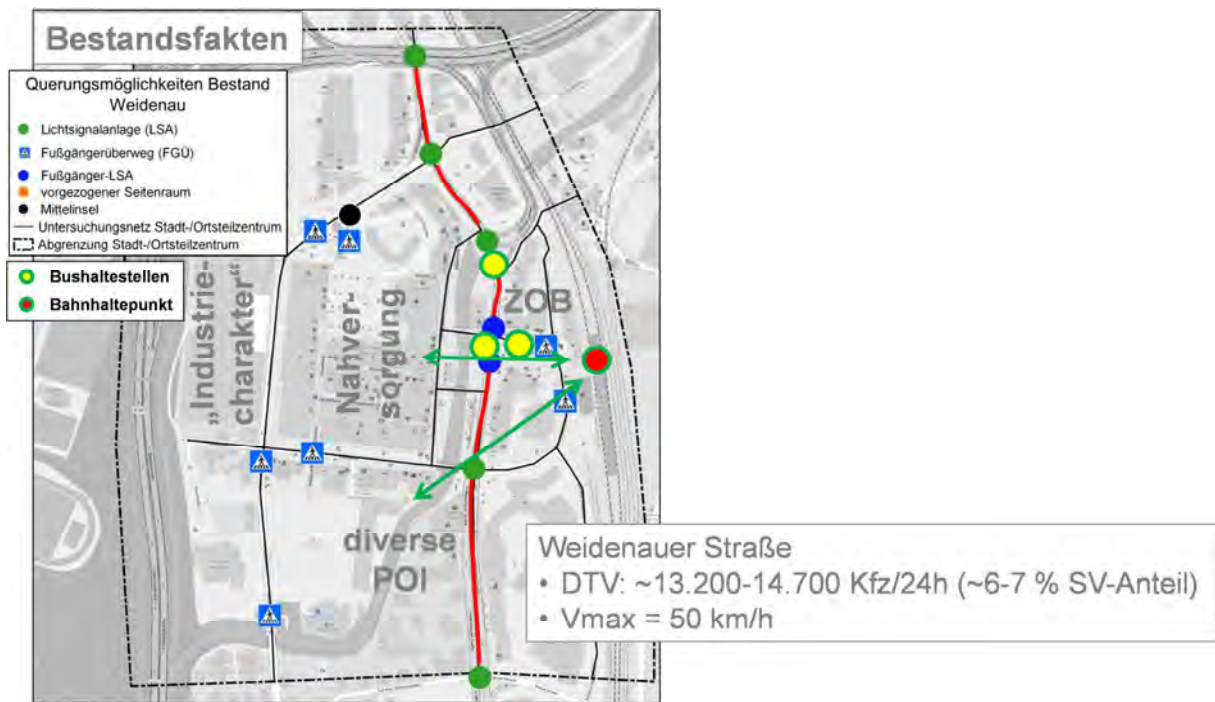 Bestandsfakten
Querungsmöglichkeiten Bestand
Weidenau
Lichtsignalanlage (LSA)
Fußgängerüberweg (FGÜ)
Fußgänger-LSA
vorgezogener Seitenraum
Mittelinsel
Untersuchungsnetz Stadt-/Ortsteilzentrum
Abgrenzung Stadt-/Ortsteilzentrum
Bushaltestellen
Bahnhaltepunkt
„Industrie-
charakter“
Nahver-
sorgung
ZOB
diverse
POI
Weidenauer Straße
• DTV: ~13.200-14.700 Kfz/24h (~6-7 % SV-Anteil)
• Vmax = 50 km/h